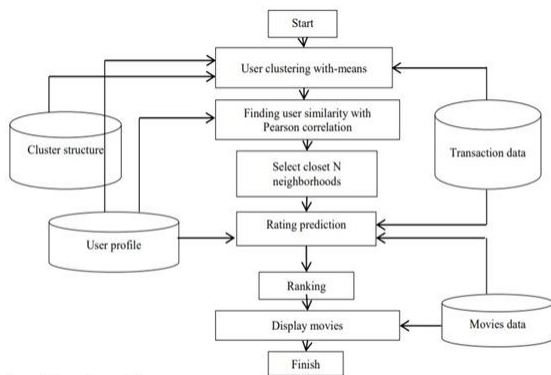 Start
User clustering with-means
Finding user similarity with
Pearson correlation
Cluster structure
Transaction data
Select closet N
neighborhoods
User profile
Rating prediction
Ranking
Display movies
Movies data
Finish